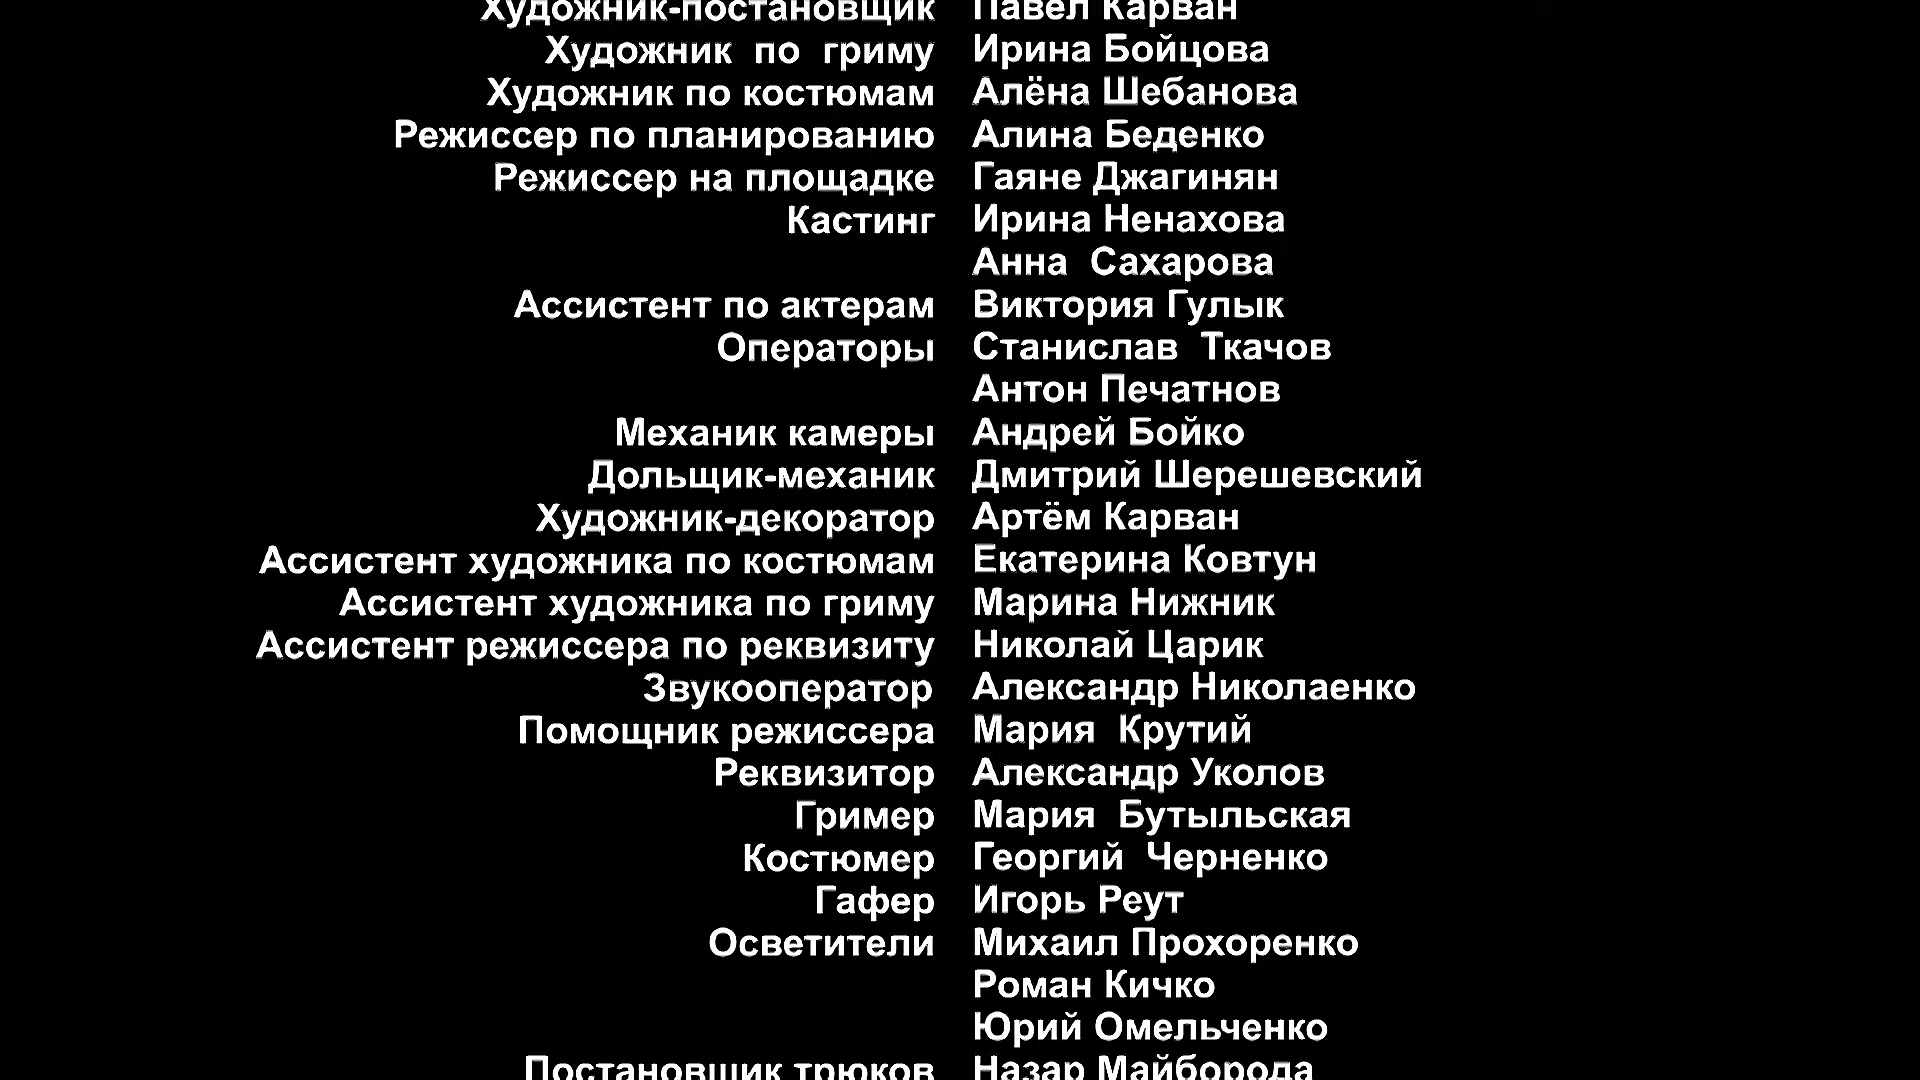 Художник-постановщик Павел Карван
Художник по гриму Ирина Бойцова
Художник по костюмам Алёна Шебанова
Режиссер по планированию Алина Беденко
Режиссер на площадке Гаяне Джагинян
Кастинг Ирина Ненахова
Анна Сахарова
Ассистент по актерам Виктория Гулык
Операторы Станислав Ткачов
Антон Печатнов
Механик камеры Андрей Бойко
Дольщик-механик Дмитрий Шерешевский
Художник-декоратор Артём Карван
Ассистент художника по костюмам Екатерина Ковтун
Ассистент художника по гриму Марина Нижник
Ассистент режиссера по реквизиту Николай Царик
Звукооператор Александр Николаенко
Помощник режиссера Мария Крутий
Реквизитор Александр Уколов
Гример Мария Бутыльская
Костюмер Георгий Черненко
Гафер Игорь Реут
Осветители Михаил Прохоренко
Роман Кичко
Юрий Омельченко
Постановщик трюков Назар Майборода